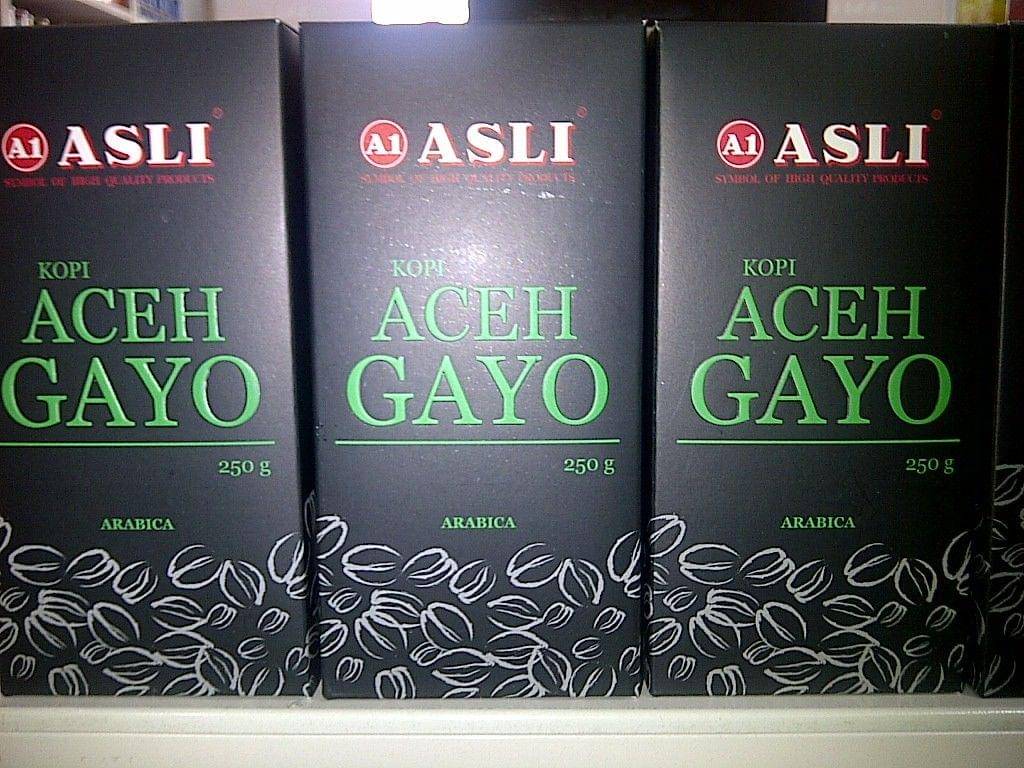 A1 ASLI
SYMBOL OF HIGH QUALITY PRODUCTS
KOPI
ACEH
GAYO
250 g
ARABICA
A1 ASLI
SYMBOL OF HIGH QUALITY PRODUCTS
KOPI
ACEH
GAYO
250 g
ARABICA
A1 ASLI
SYMBOL OF HIGH QUALITY PRODUCTS
KOPI
ACEH
GAYO
250 g
ARABICA